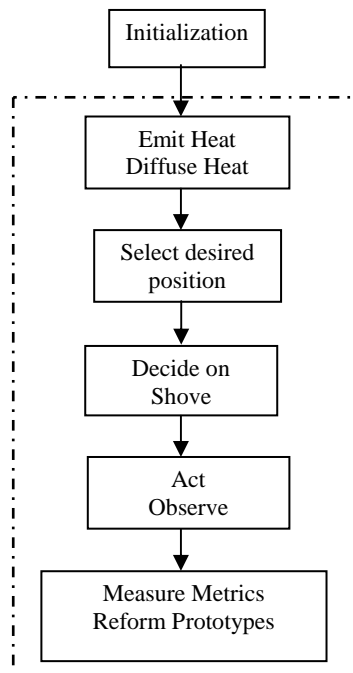 Initialization
Emit Heat
Diffuse Heat
Select desired
position
Decide on
Shove
Act
Observe
Measure Metrics
Reform Prototypes